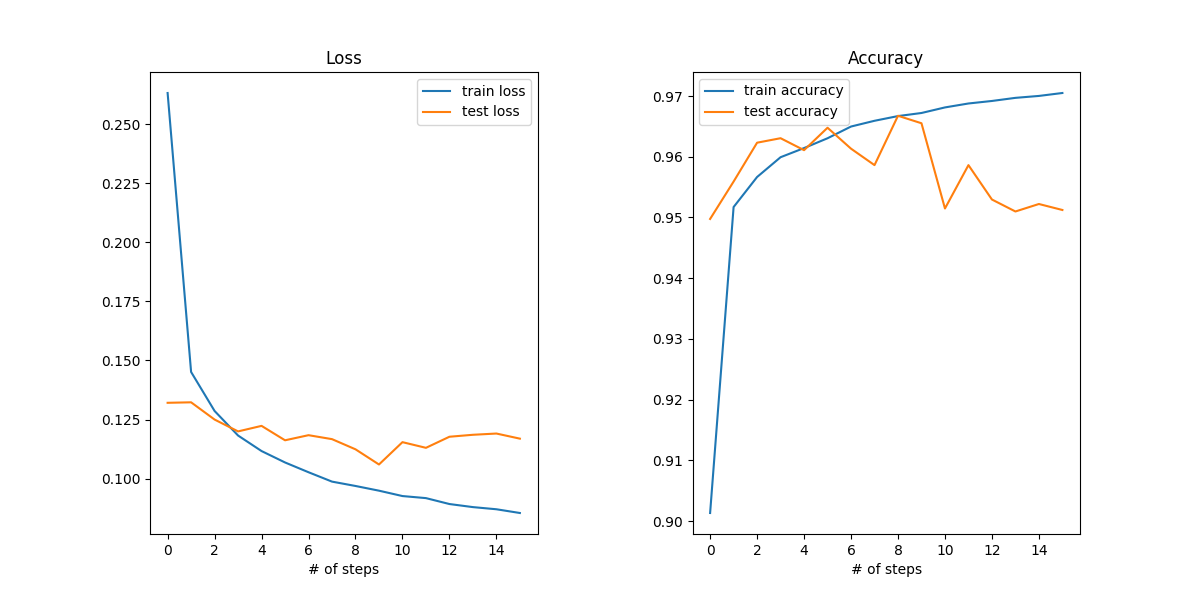 Loss
train loss
test loss
0.250
0.225
0.200
0.175
0.150
0.125
0.100
0 2 4 6 8 10 12 14
# of steps
Accuracy
train accuracy
test accuracy
0.97
0.96
0.95
0.94
0.93
0.92
0.91
0.90
0 2 4 6 8 10 12 14
# of steps